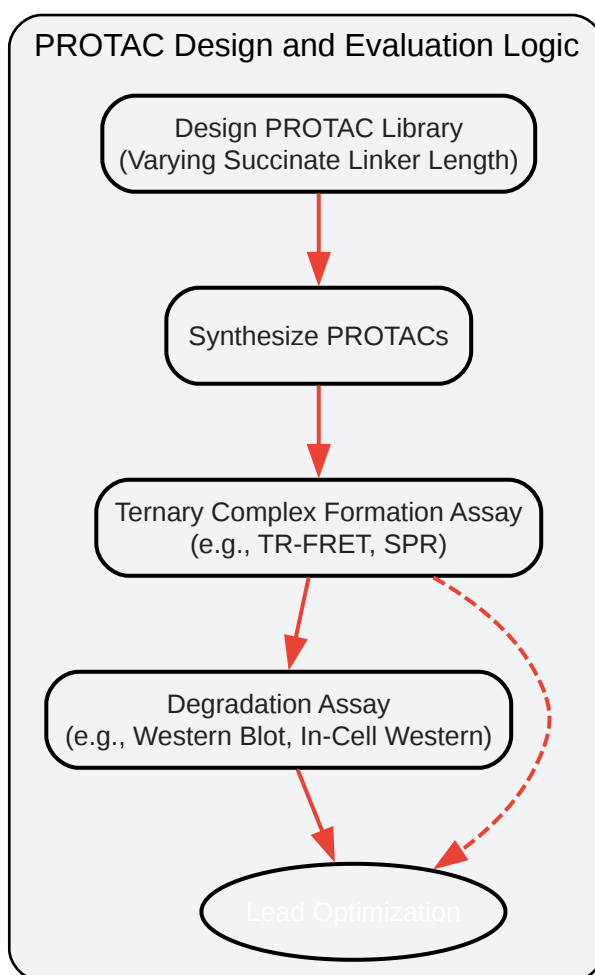 PROTAC Design and Evaluation Logic
Design PROTAC Library
(Varying Succinate Linker Length)
Synthesize PROTACs
Ternary Complex Formation Assay
(e.g., TR-FRET, SPR)
Degradation Assay
(e.g., Western Blot, In-Cell Western)
Lead Optimization